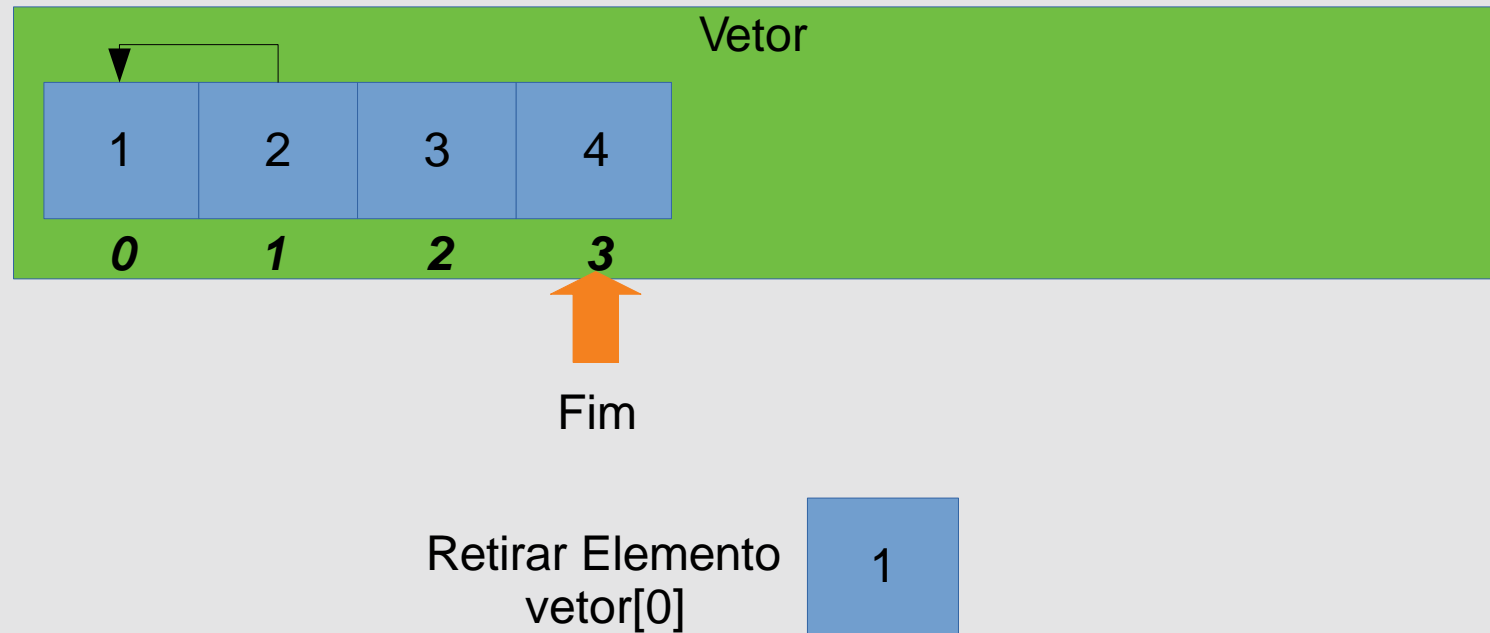 Vetor
1 2 3 4
0 1 2 3
Fim
Retirar Elemento
vetor[0]
1